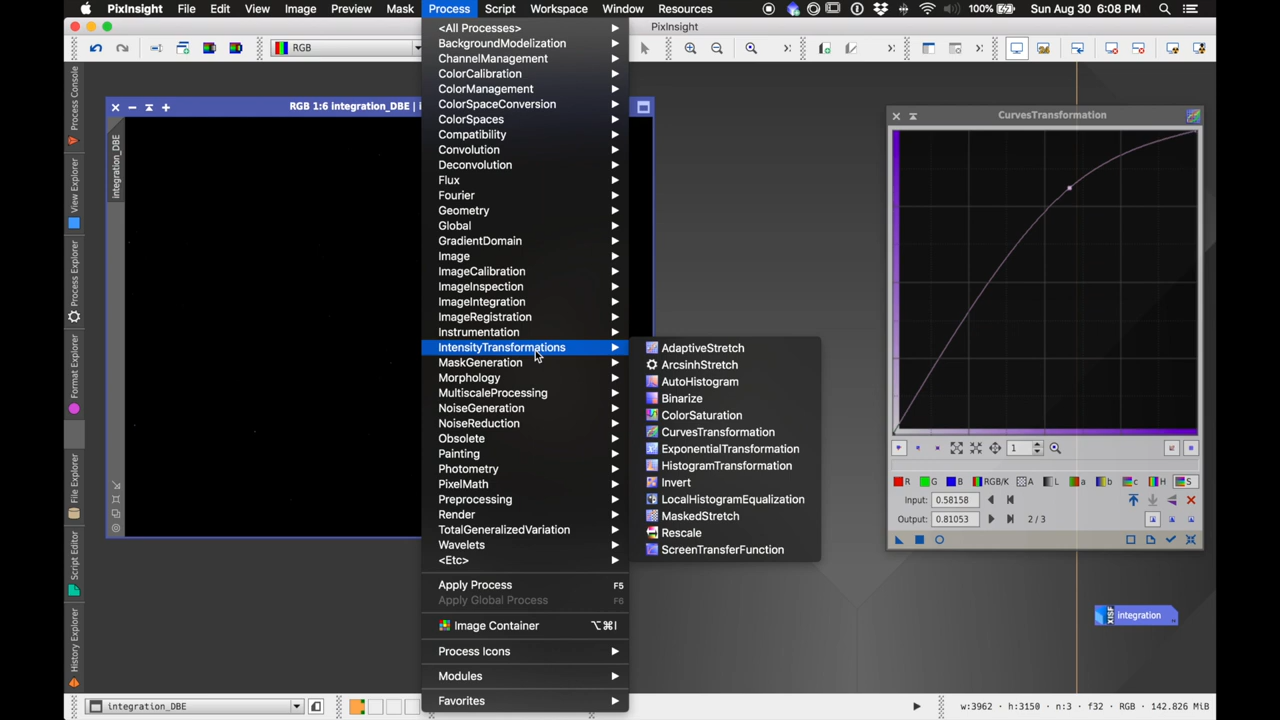 PixInsight File Edit View Image Preview Mask Process Script Workspace Window Resources 100% Sun Aug 30 6:08 PM
PixInsight
RGB
RGB 1:6 integration_DBE | i
integration_DBE
Process Console
View Explorer
Process Explorer
Format Explorer
File Explorer
Script Editor
History Explorer
<All Processes>
BackgroundModelization
ChannelManagement
ColorCalibration
ColorManagement
ColorSpaceConversion
ColorSpaces
Compatibility
Convolution
Deconvolution
Flux
Fourier
Geometry
Global
GradientDomain
Image
ImageCalibration
ImageInspection
ImageIntegration
ImageRegistration
Instrumentation
IntensityTransformations
MaskGeneration
Morphology
MultiscaleProcessing
NoiseGeneration
NoiseReduction
Obsolete
Painting
Photometry
PixelMath
Preprocessing
Render
TotalGeneralizedVariation
Wavelets
<Etc>
Apply Process F5
Apply Global Process F6
Image Container ⌥⌘I
Process Icons
Modules
Favorites
AdaptiveStretch
ArcsinhStretch
AutoHistogram
Binarize
ColorSaturation
CurvesTransformation
ExponentialTransformation
HistogramTransformation
Invert
LocalHistogramEqualization
MaskedStretch
Rescale
ScreenTransferFunction
CurvesTransformation
1
R G B RGB/K A L a b c H S
Input: 0.58158
Output: 0.81053 2 / 3
XISF integration
integration_DBE
w:3962 h:3150 n:3 f32 RGB 142.826 MiB